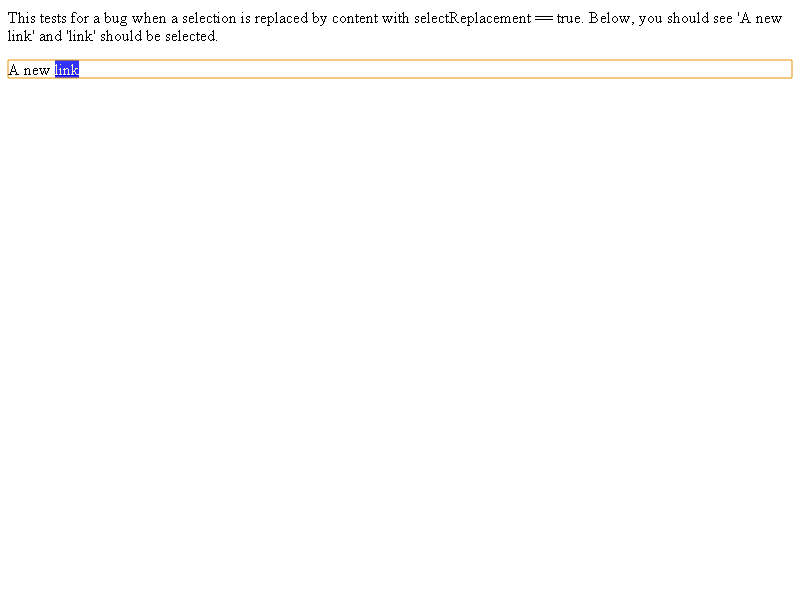 This tests for a bug when a selection is replaced by content with selectReplacement == true. Below, you should see 'A new
link' and 'link' should be selected.
A new link